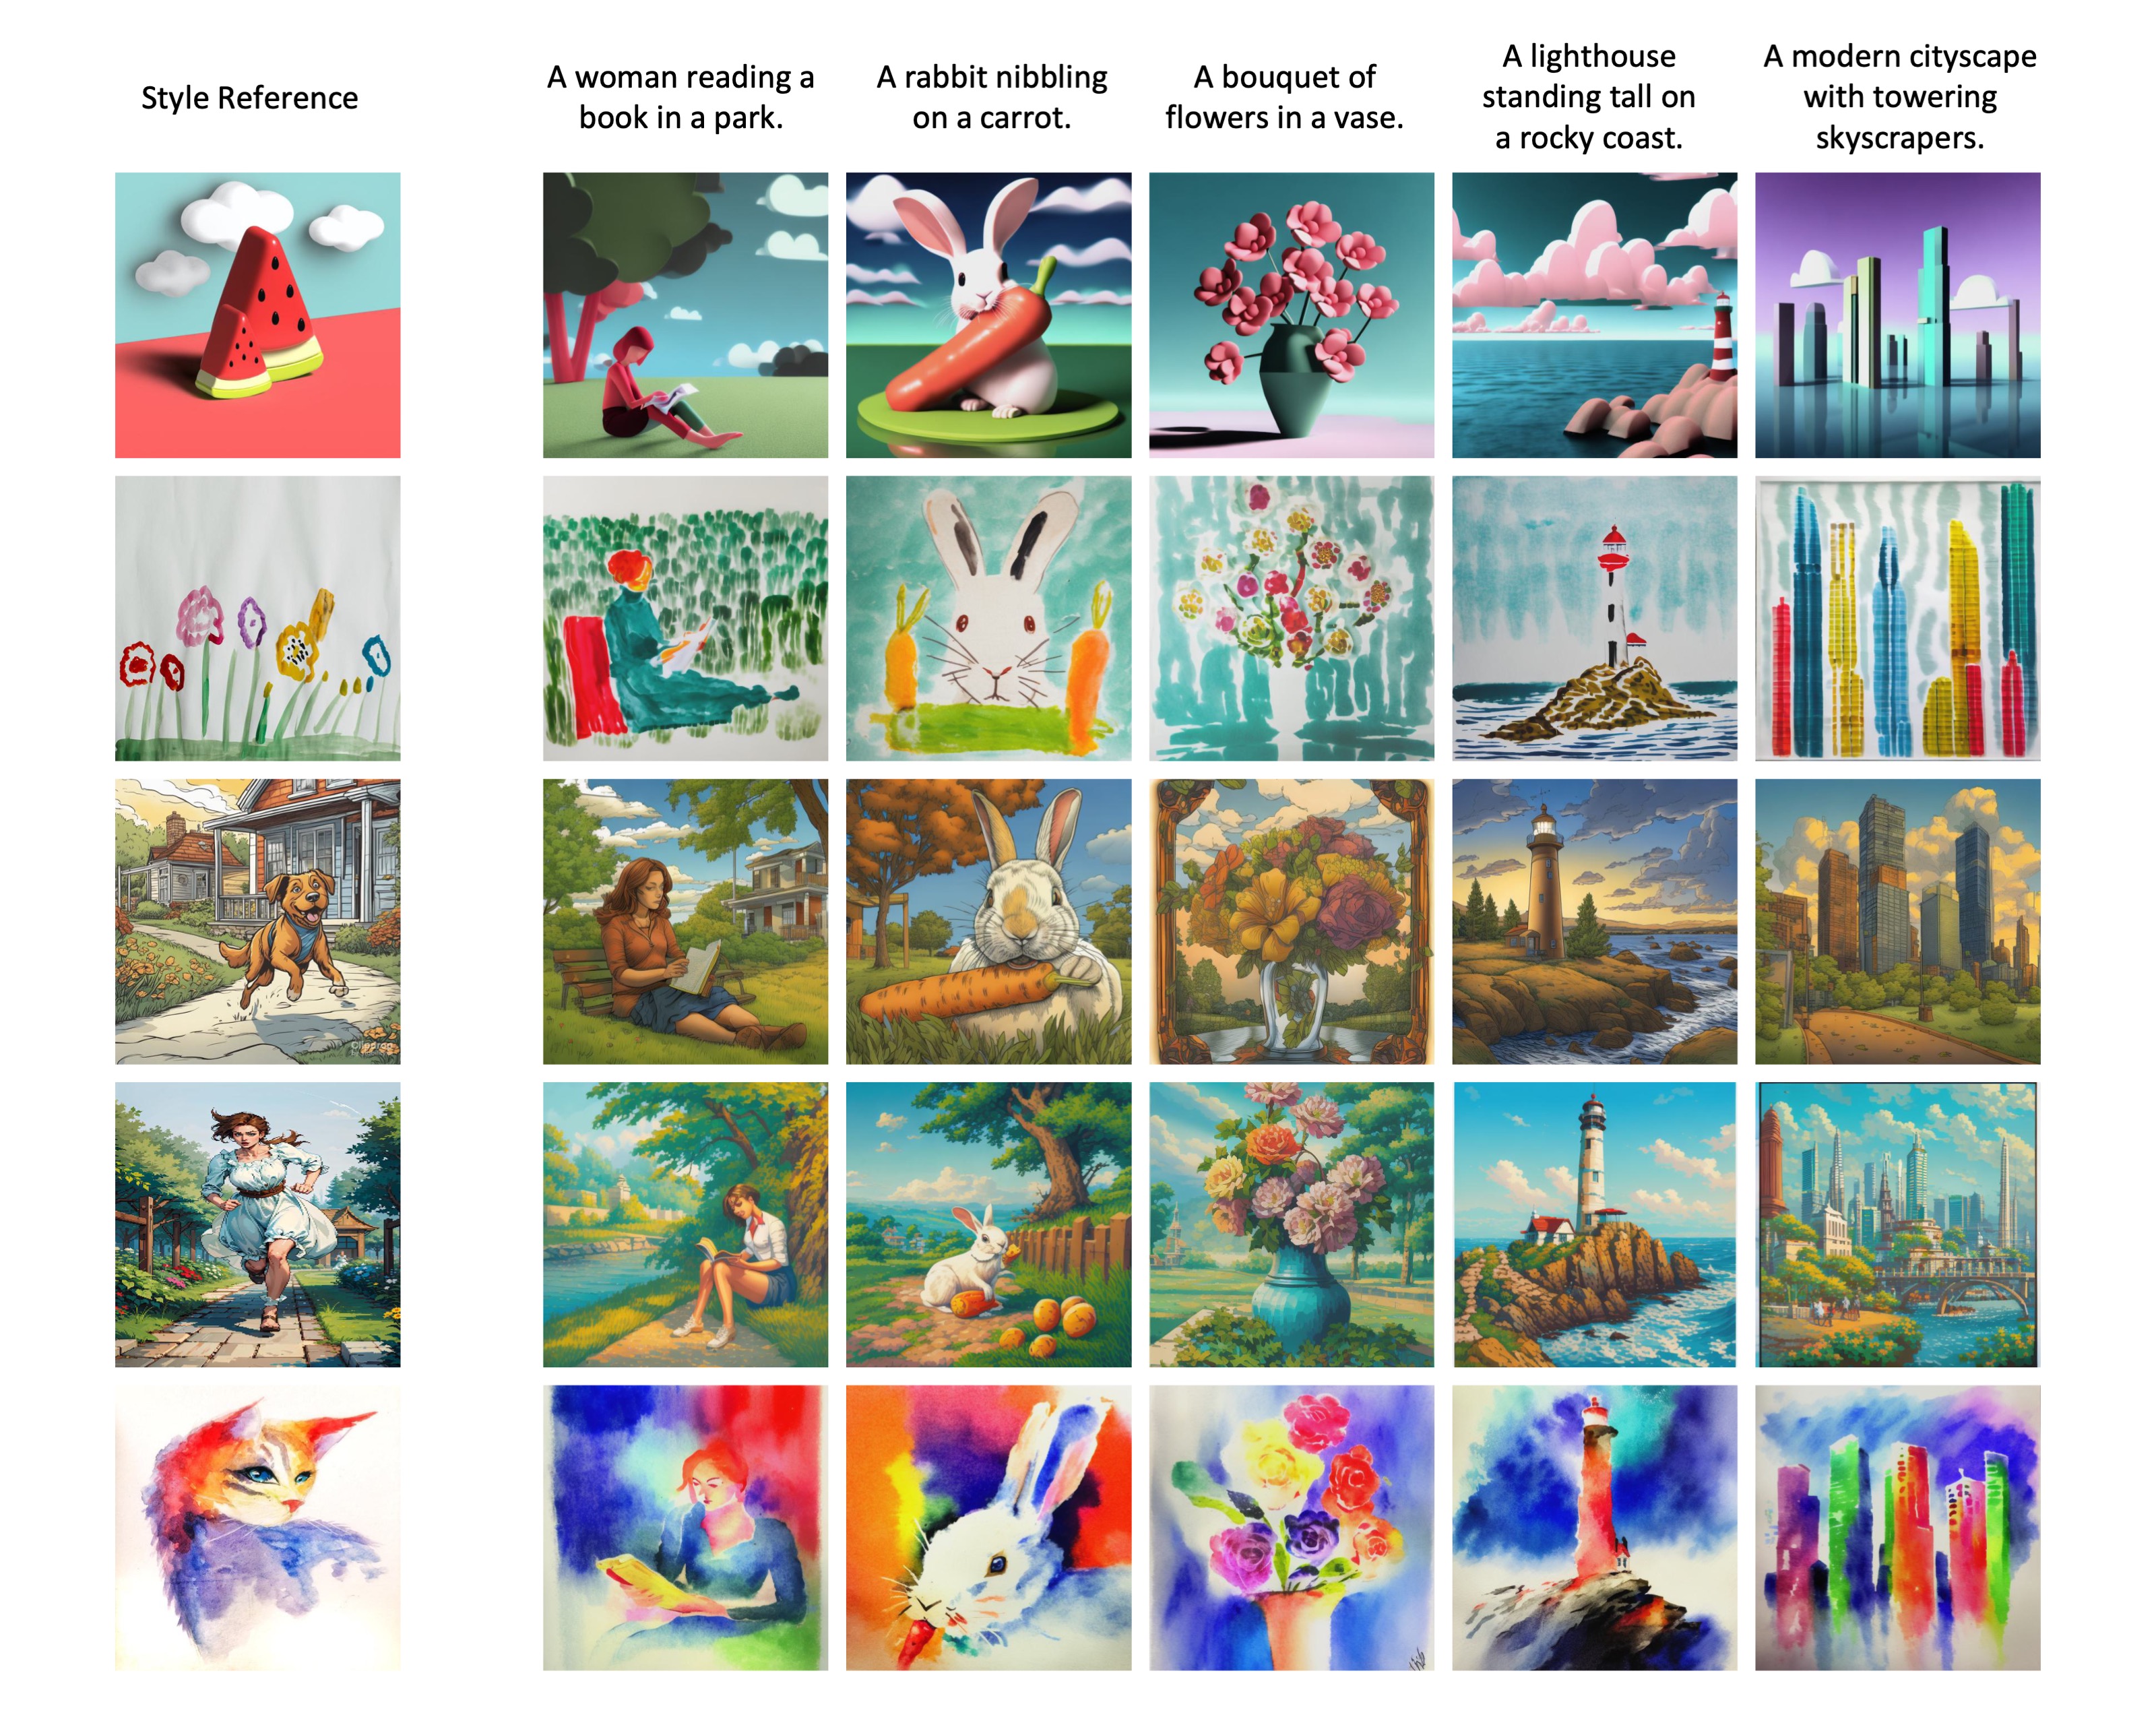 Style Reference
A woman reading a
book in a park.
A rabbit nibbling
on a carrot.
A bouquet of
flowers in a vase.
A lighthouse
standing tall on
a rocky coast.
A modern cityscape
with towering
skyscrapers.